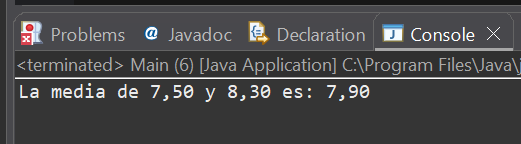 Problems @ Javadoc Declaration Console
<terminated> Main (6) [Java Application] C:\Program Files\Java\j
La media de 7,50 y 8,30 es: 7,90